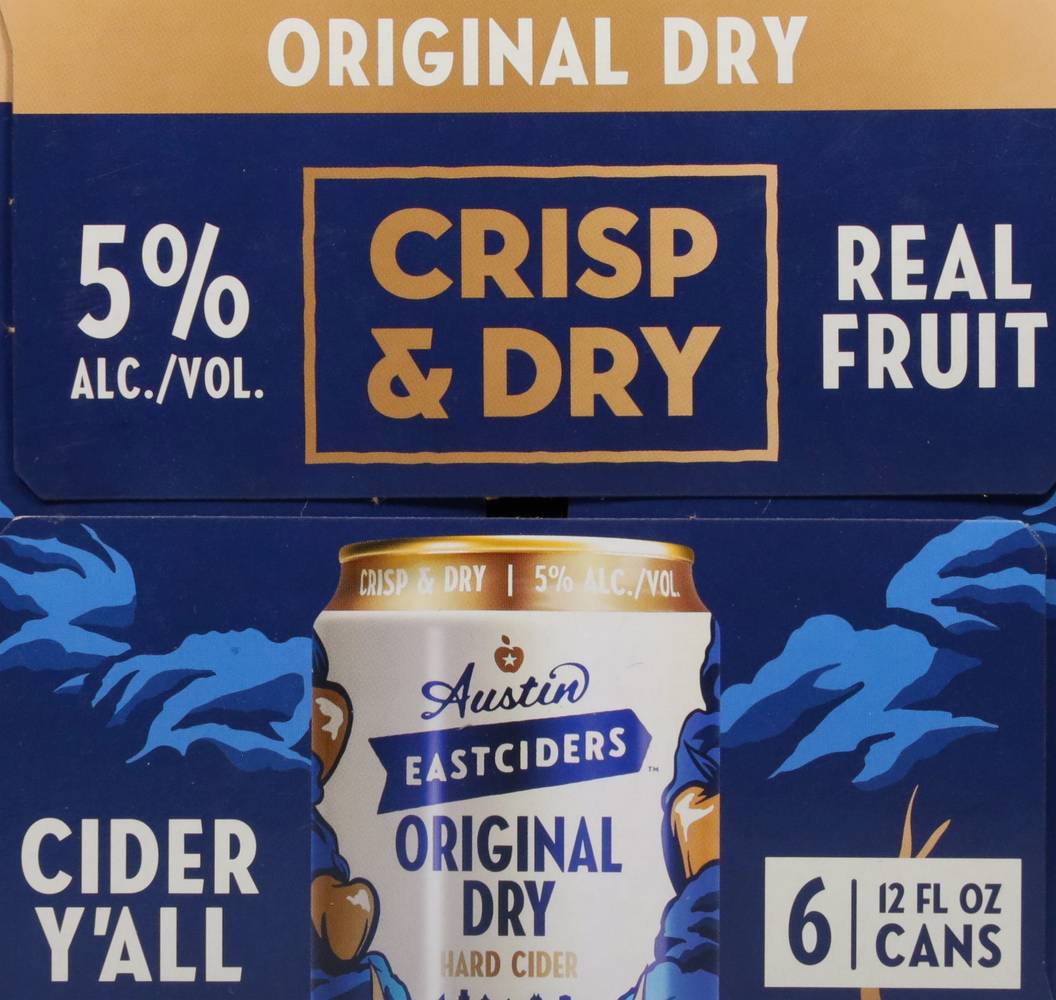 ORIGINAL DRY
5%
ALC./VOL.
CRISP
& DRY
REAL
FRUIT
CRISP & DRY | 5% ALC./VOL.
Austin
EASTCIDERS™
ORIGINAL
DRY
HARD CIDER
CIDER
Y'ALL
6 | 12 FL OZ
CANS